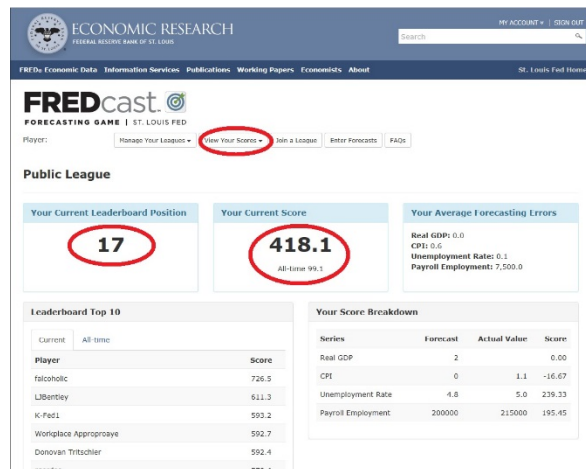 ECONOMIC RESEARCH
FEDERAL RESERVE BANK OF ST. LOUIS
MY ACCOUNT ▾ | SIGN OUT
Search
FRED® Economic Data Information Services Publications Working Papers Economists About St. Louis Fed Home
FREDcast
FORECASTING GAME | ST. LOUIS FED
Player: Manage Your Leagues ▾ View Your Scores ▾ Join a League Enter Forecasts FAQs
Public League
Your Current Leaderboard Position
17
Your Current Score
418.1
All-time 99.1
Your Average Forecasting Errors
Real GDP: 0.0
CPI: 0.6
Unemployment Rate: 0.1
Payroll Employment: 7,500.0
Leaderboard Top 10
Current All-time
Player Score
falcoholic 726.5
LJBentley 611.3
K-Fed1 593.2
Workplace Approproaye 592.7
Donovan Tritschler 592.4
Your Score Breakdown
Series Forecast Actual Value Score
Real GDP 2 0.00
CPI 0 1.1 -16.67
Unemployment Rate 4.8 5.0 239.33
Payroll Employment 200000 215000 195.45